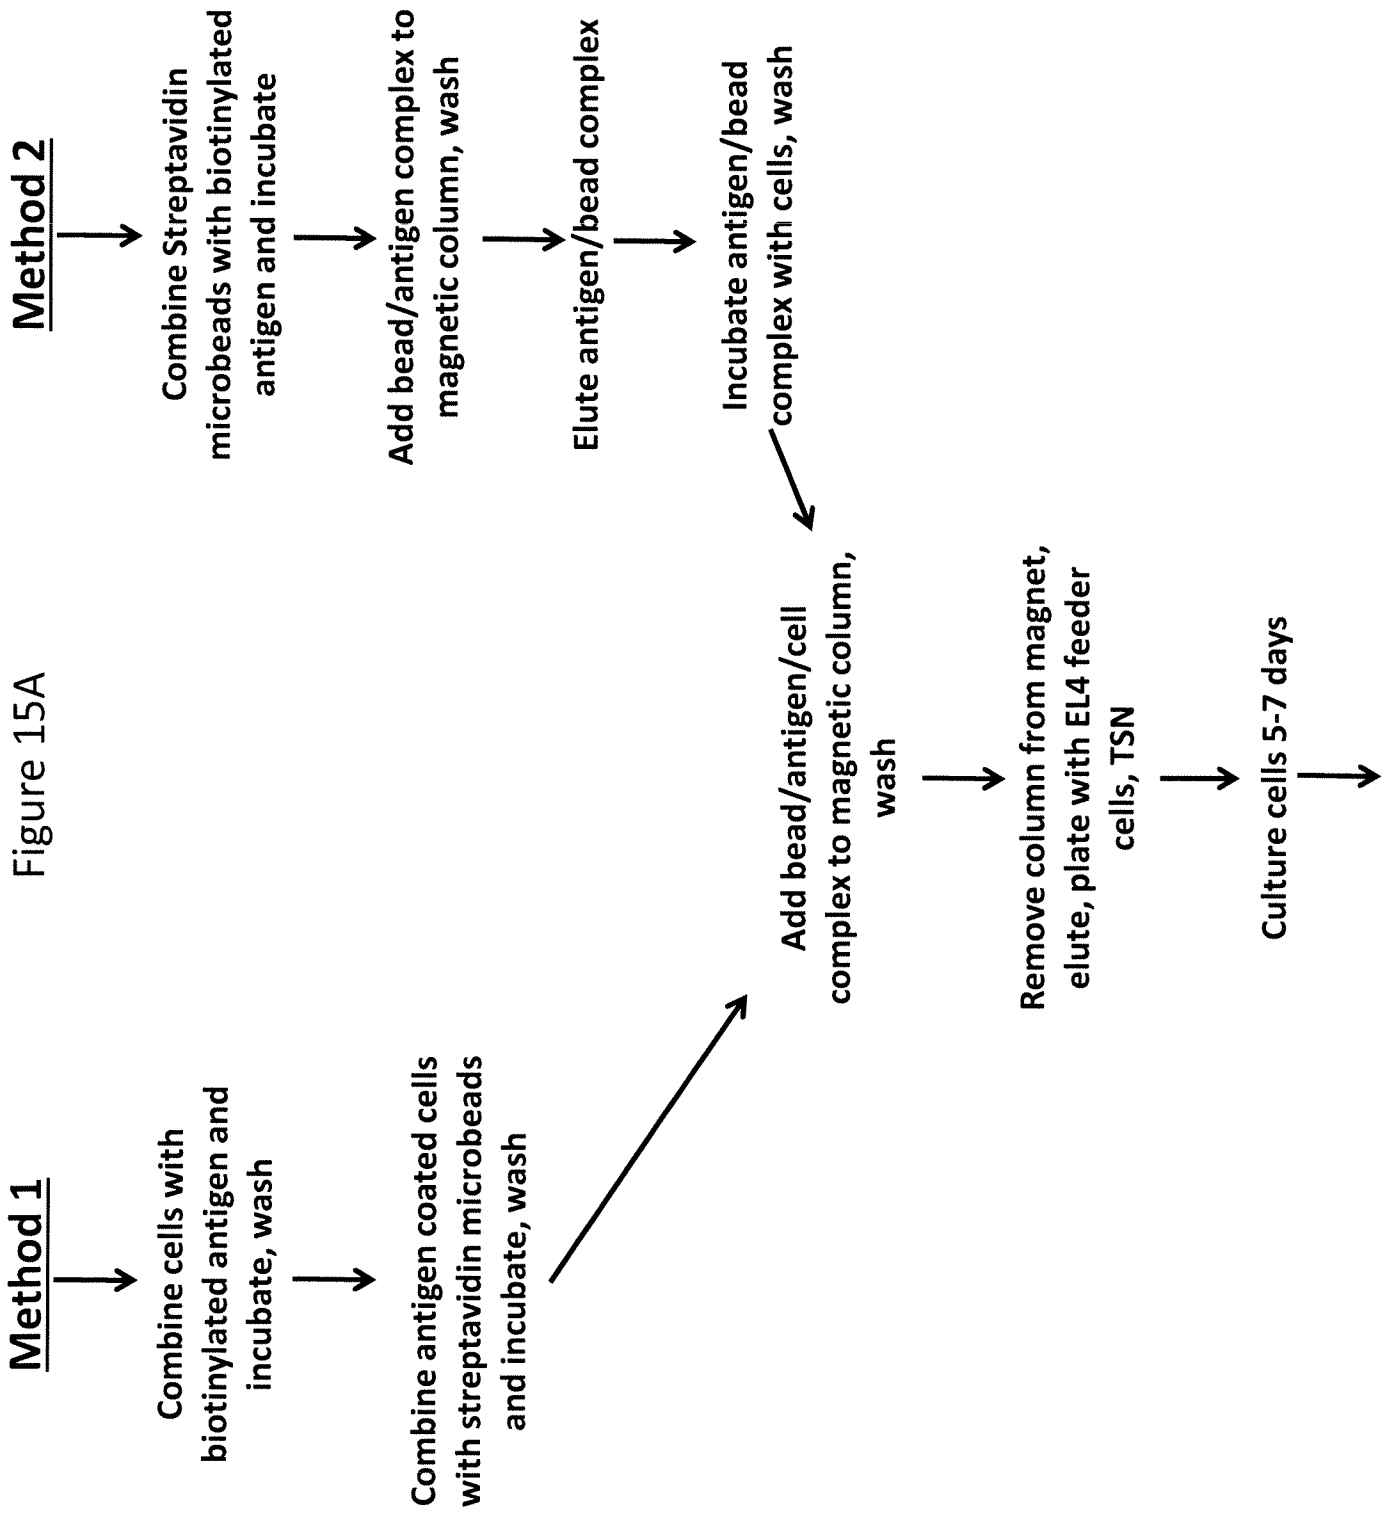 Figure 15A
Method 1
Combine cells with
biotinylated antigen and
incubate, wash
Combine antigen coated cells
with streptavidin microbeads
and incubate, wash
Method 2
Combine Streptavidin
microbeads with biotinylated
antigen and incubate
Add bead/antigen complex to
magnetic column, wash
Elute antigen/bead complex
Incubate antigen/bead
complex with cells, wash
Add bead/antigen/cell
complex to magnetic column,
wash
Remove column from magnet,
elute, plate with EL4 feeder
cells, TSN
Culture cells 5-7 days